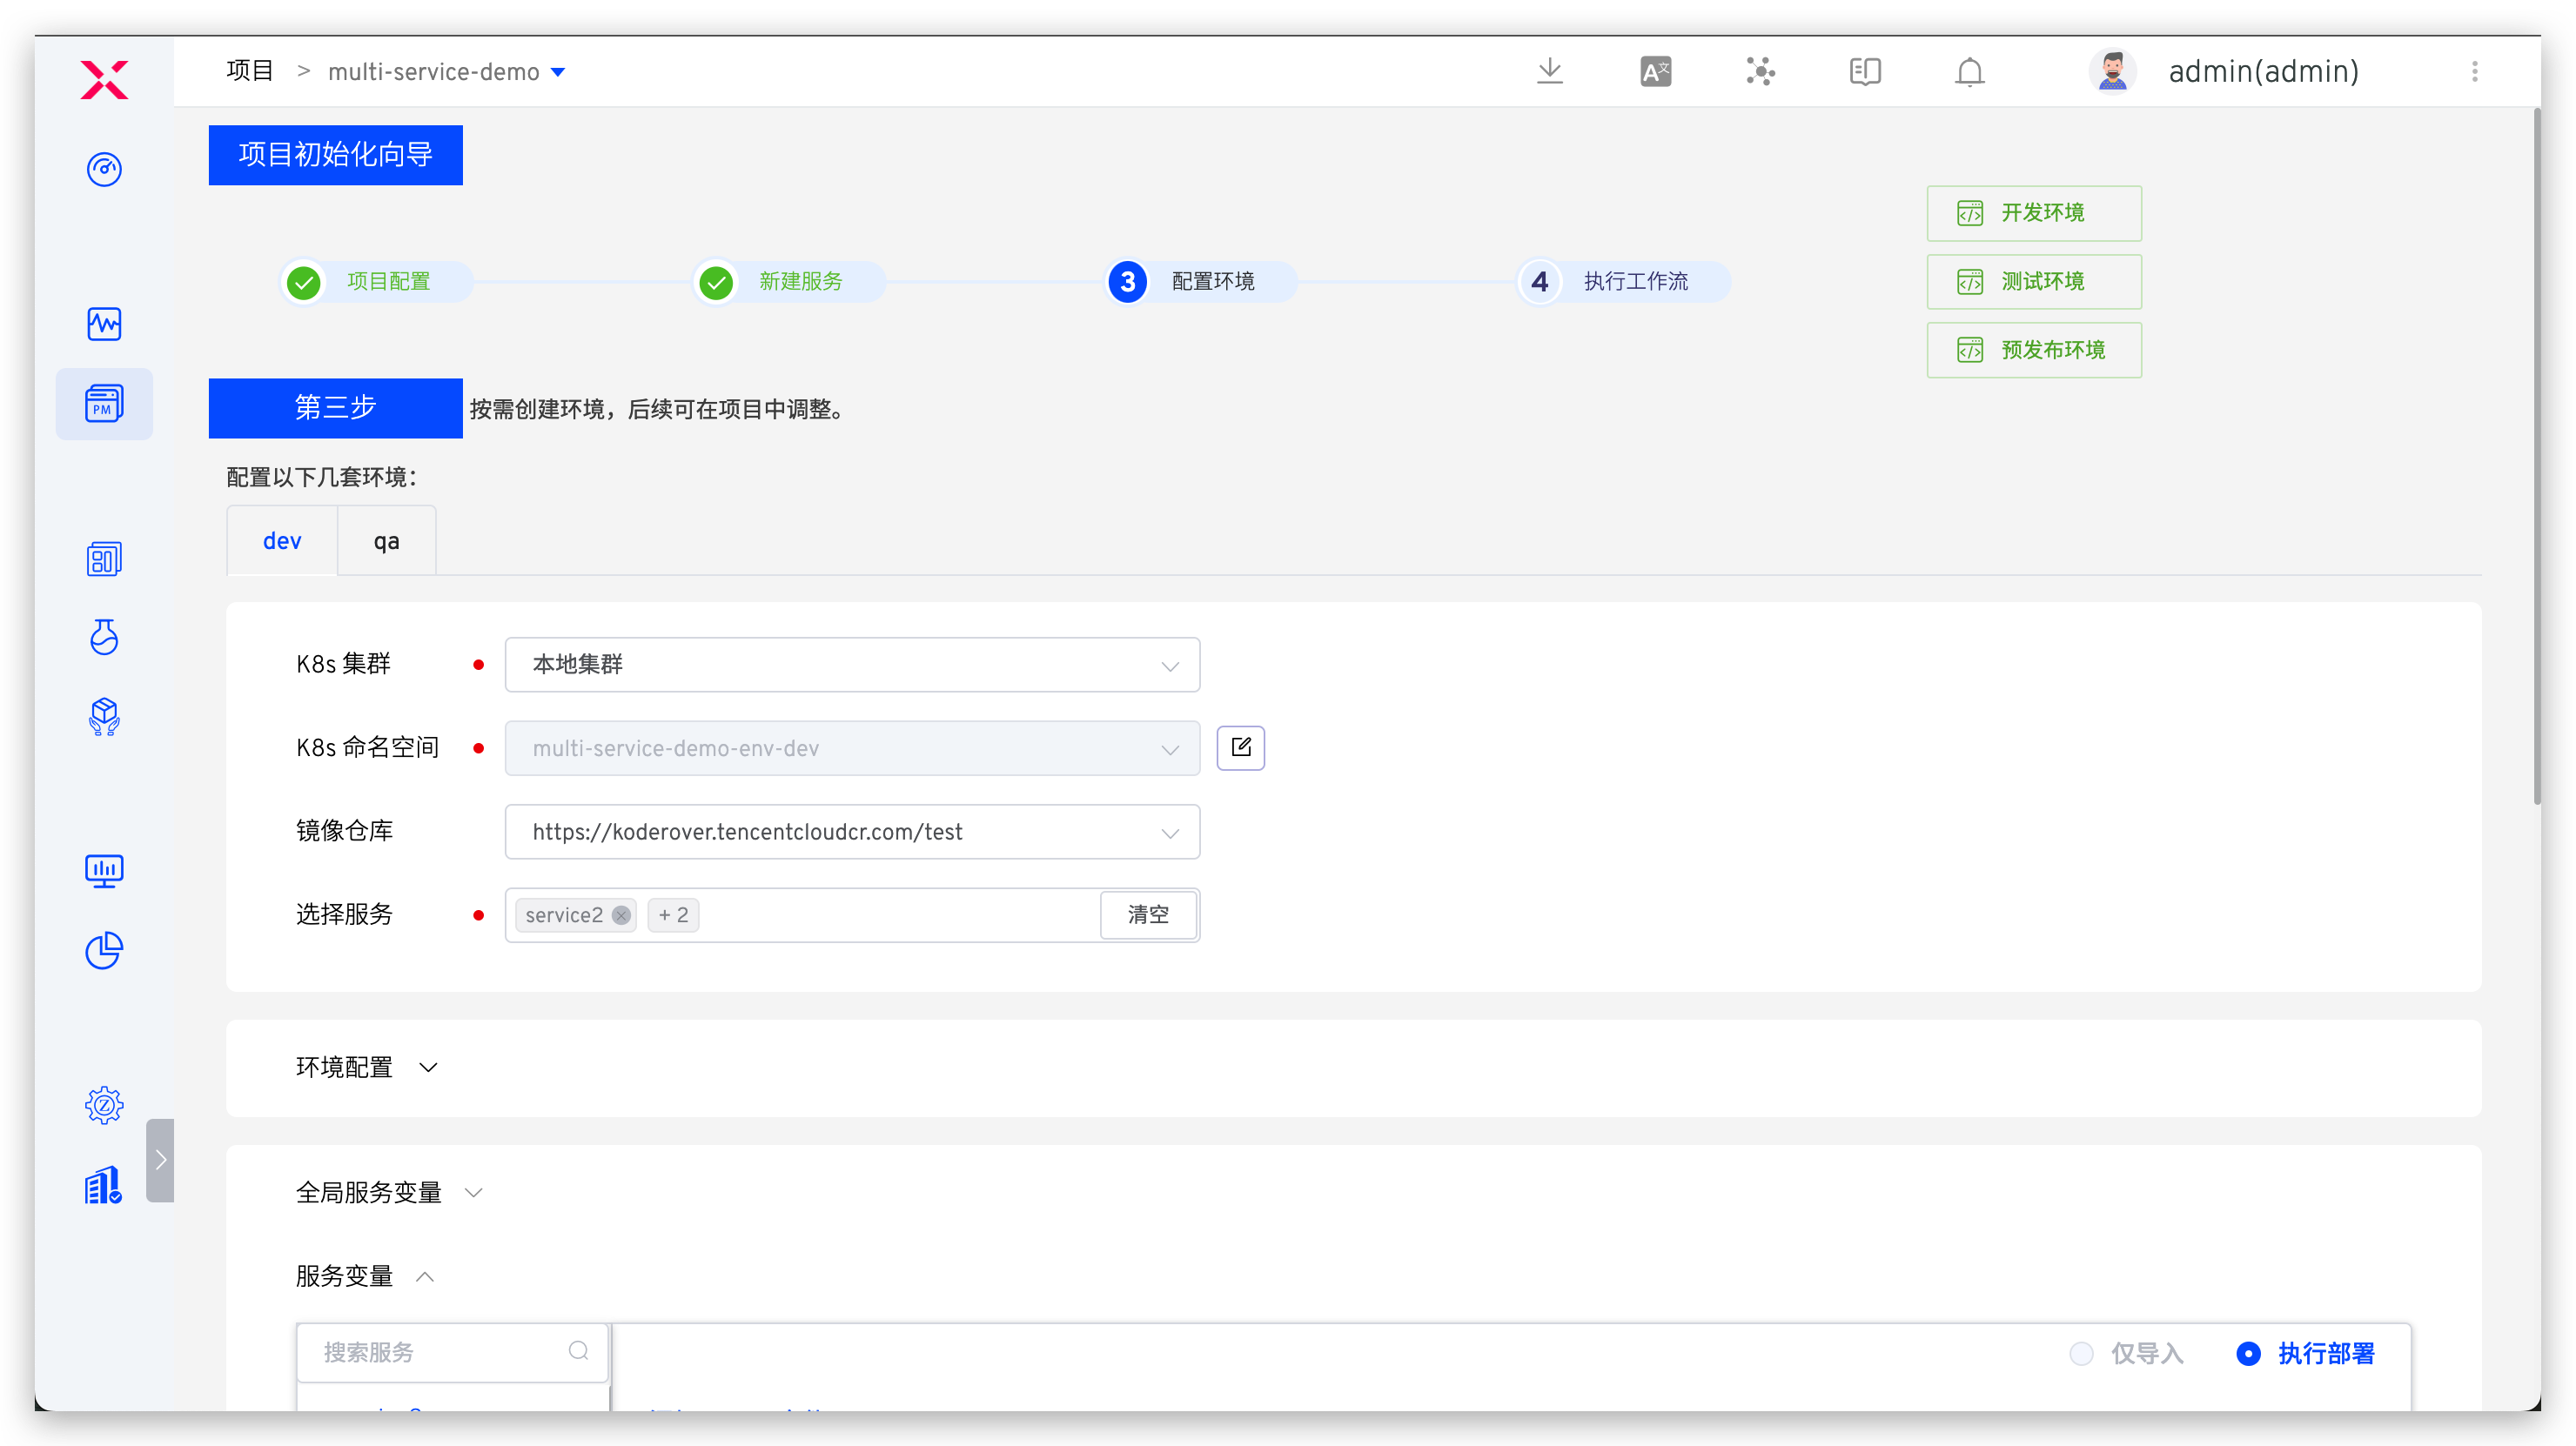 项目 > multi-service-demo
admin(admin)
项目初始化向导
项目配置
新建服务
3 配置环境
4 执行工作流
开发环境
测试环境
预发布环境
第三步 按需创建环境，后续可在项目中调整。
PM
配置以下几套环境：
dev qa
K8s 集群 本地集群
K8s 命名空间 multi-service-demo-env-dev
镜像仓库 https://koderover.tencentcloudcr.com/test
选择服务 service2 + 2 清空
环境配置
全局服务变量
服务变量
搜索服务
仅导入 执行部署